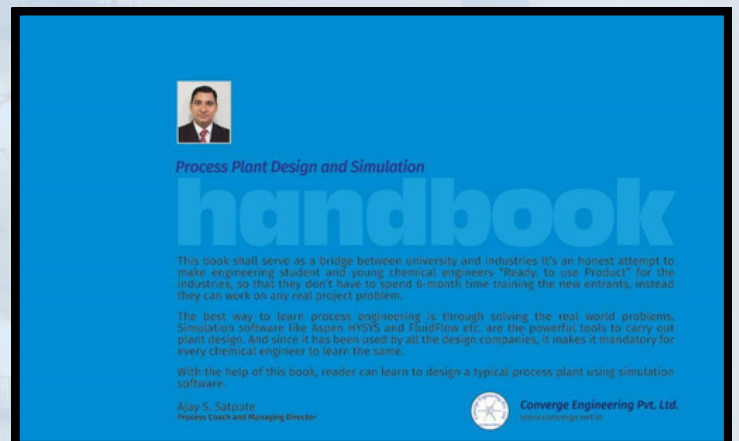 Process Plant Design and Simulation
handbook
This book shall serve as a bridge between university and industries It's an honest attempt to
make engineering student and young chemical engineers "Ready. to use Product" for the
industries, so that they don't have to spend 6-month time training the new entrants, instead
they can work on any real project problem.
The best way to learn process engineering is through solving the real world problems.
Simulation software like Aspen HYSYS and FluidFlow etc. are the powerful tools to carry out
plant design. And since it has been used by all the design companies, it makes it mandatory for
every chemical engineer to learn the same.
With the help of this book, reader can learn to design a typical process plant using simulation
software.
Ajay S. Satpute
Process Coach and Managing Director
Converge Engineering Pvt. Ltd.
www.converge.net.in